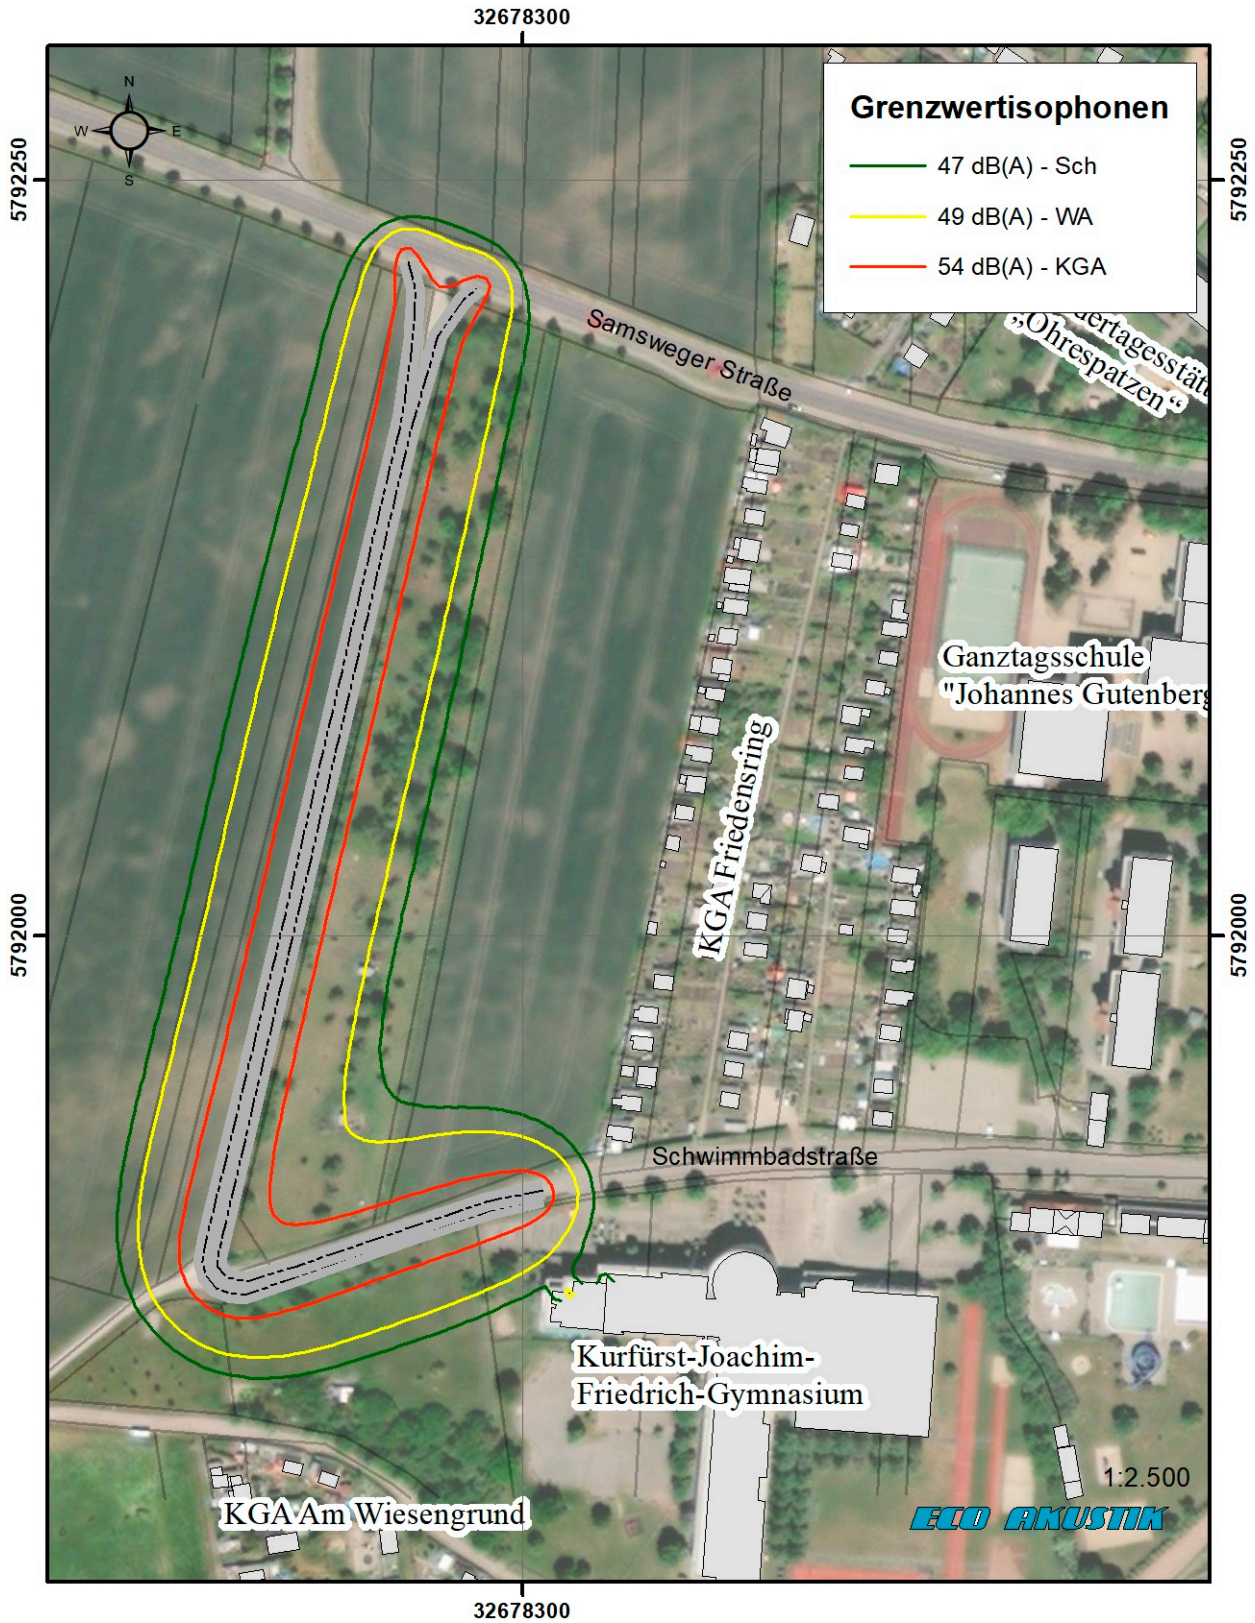 32678300
5792250
5792250
N
W E
S
Grenzwertisophonen
47 dB(A) - Sch
49 dB(A) - WA
54 dB(A) - KGA
Samsweger Straße
dertagesstätt
„Ohrespatzen“
Ganztagsschule
"Johannes Gutenberg
KGA Friedensring
5792000
5792000
Schwimmbadstraße
Kurfürst-Joachim-
Friedrich-Gymnasium
KGA Am Wiesengrund
1:2.500
ECO AKUSTIK
32678300